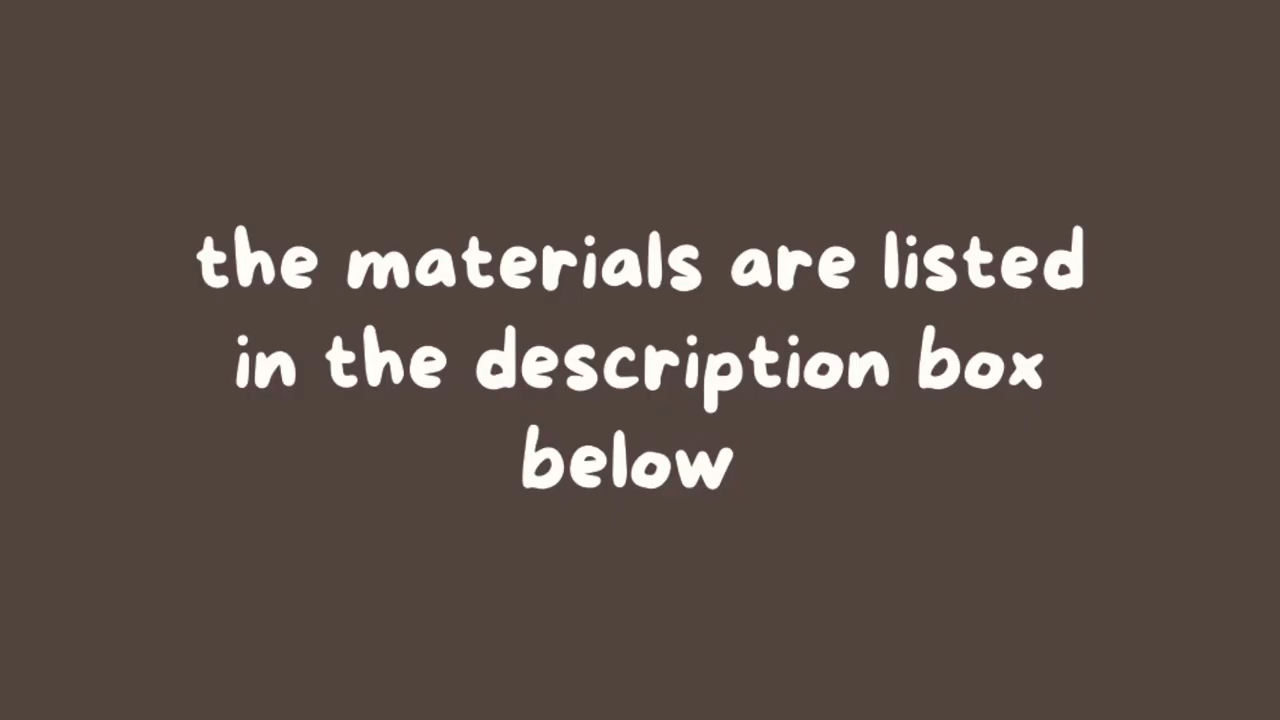 the materials are listed
in the description box
below